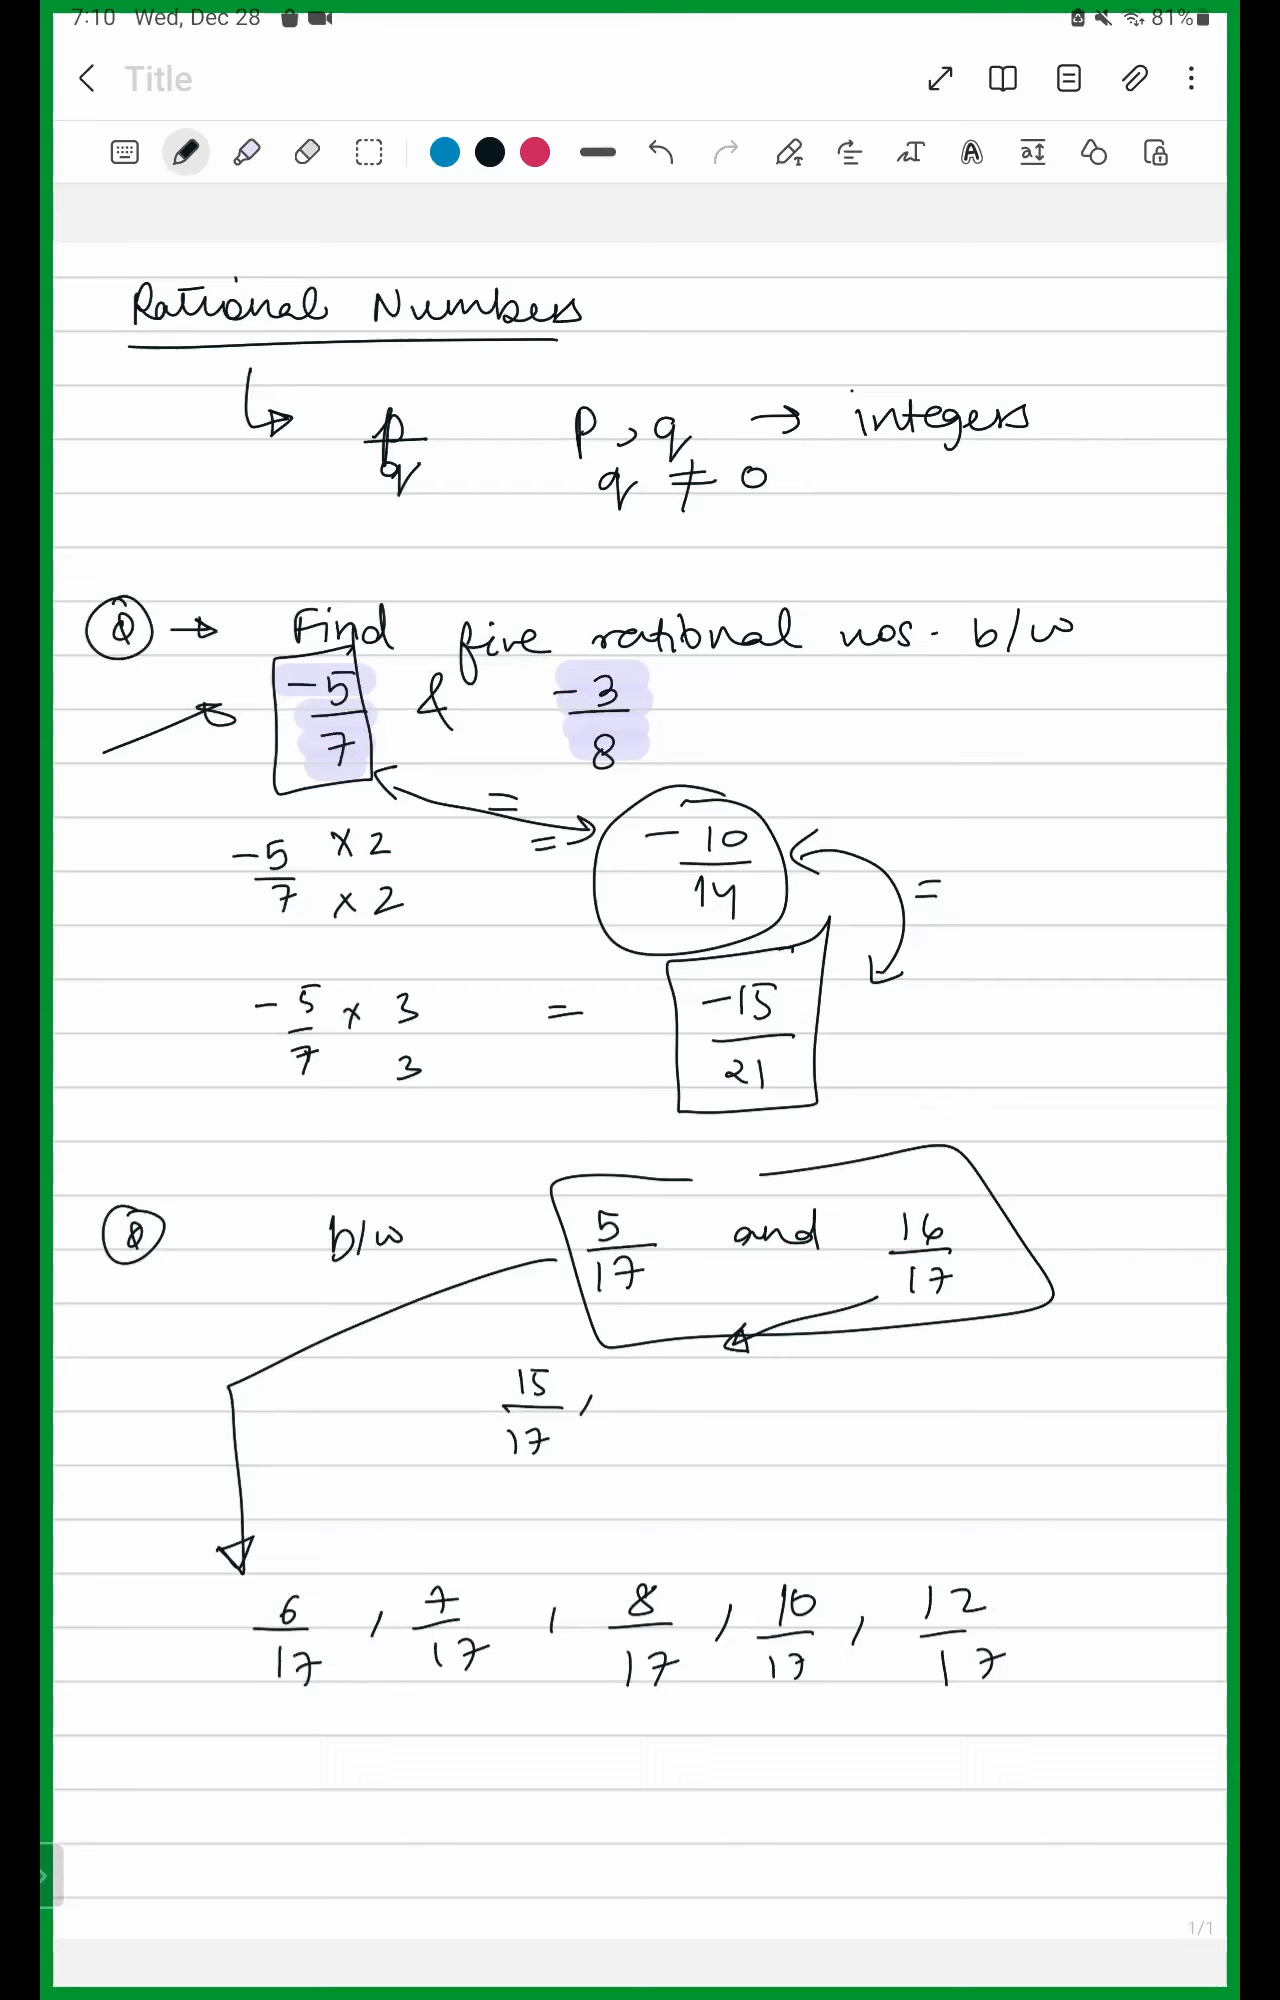 7:10 Wed, Dec 28 81%
Title
Rational Numbers
p/q p, q → integers
q ≠ 0
Q → Find five rational nos. b/w
-5/7 & -3/8
=
-5/7 ×2/×2 = -10/14 =
-5/7 × 3/3 = -15/21
Q b/w 5/17 and 16/17
15/17 ,
6/17 , 7/17 , 8/17 , 10/17 , 12/17
1/1